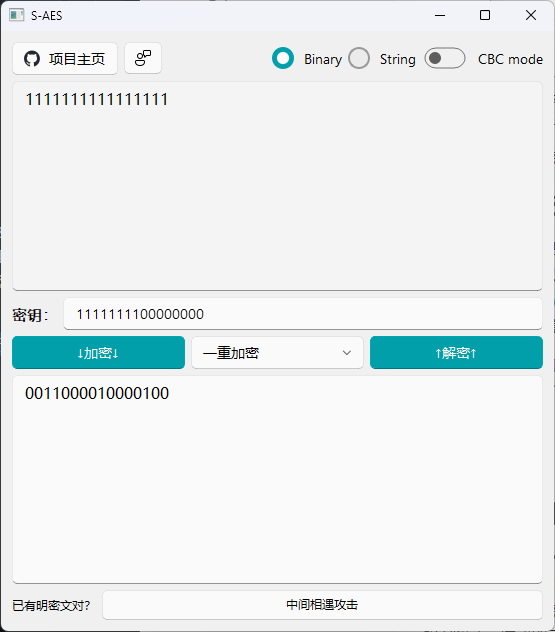 S-AES
项目主页 Binary String CBC mode
1111111111111111
密钥： 1111111100000000
↓加密↓ 一重加密 ↑解密↑
0011000010000100
已有明密文对？ 中间相遇攻击